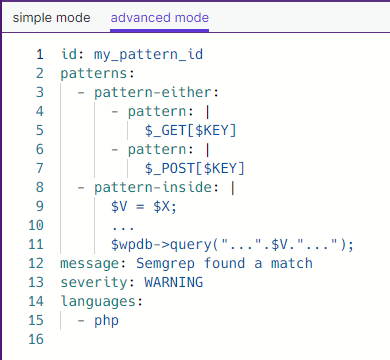 simple mode advanced mode
1 id: my_pattern_id
2 patterns:
3   - pattern-either:
4       - pattern: |
5           $_GET[$KEY]
6       - pattern: |
7           $_POST[$KEY]
8   - pattern-inside: |
9       $V = $X;
10       ...
11       $wpdb->query("...".$V."...");
12 message: Semgrep found a match
13 severity: WARNING
14 languages:
15   - php
16